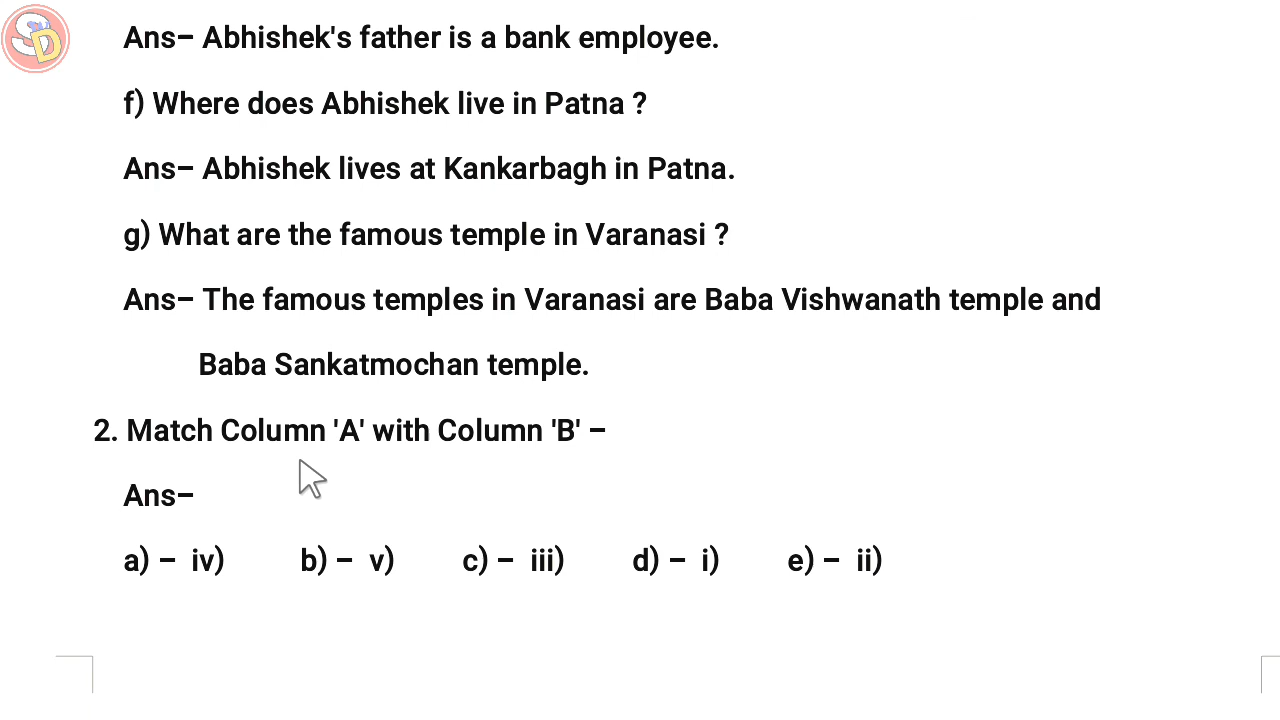 SD
Ans– Abhishek's father is a bank employee.
f) Where does Abhishek live in Patna ?
Ans– Abhishek lives at Kankarbagh in Patna.
g) What are the famous temple in Varanasi ?
Ans– The famous temples in Varanasi are Baba Vishwanath temple and
Baba Sankatmochan temple.
2. Match Column 'A' with Column 'B' –
Ans–
a) – iv) b) – v) c) – iii) d) – i) e) – ii)